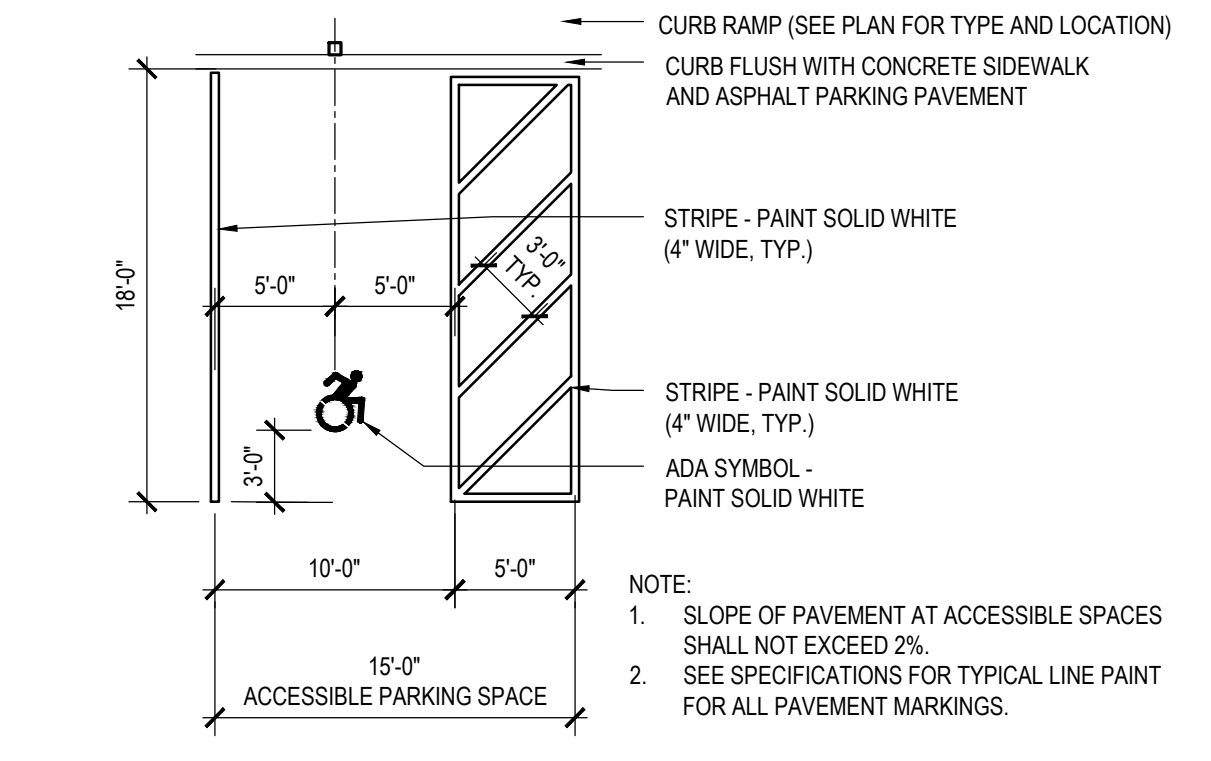 CURB RAMP (SEE PLAN FOR TYPE AND LOCATION)
CURB FLUSH WITH CONCRETE SIDEWALK
AND ASPHALT PARKING PAVEMENT
STRIPE - PAINT SOLID WHITE
(4" WIDE, TYP.)
3'-0"
TYP.
18'-0"
5'-0"
5'-0"
STRIPE - PAINT SOLID WHITE
(4" WIDE, TYP.)
3'-0"
ADA SYMBOL -
PAINT SOLID WHITE
10'-0"
5'-0"
15'-0"
ACCESSIBLE PARKING SPACE
NOTE:
1. SLOPE OF PAVEMENT AT ACCESSIBLE SPACES
SHALL NOT EXCEED 2%.
2. SEE SPECIFICATIONS FOR TYPICAL LINE PAINT
FOR ALL PAVEMENT MARKINGS.